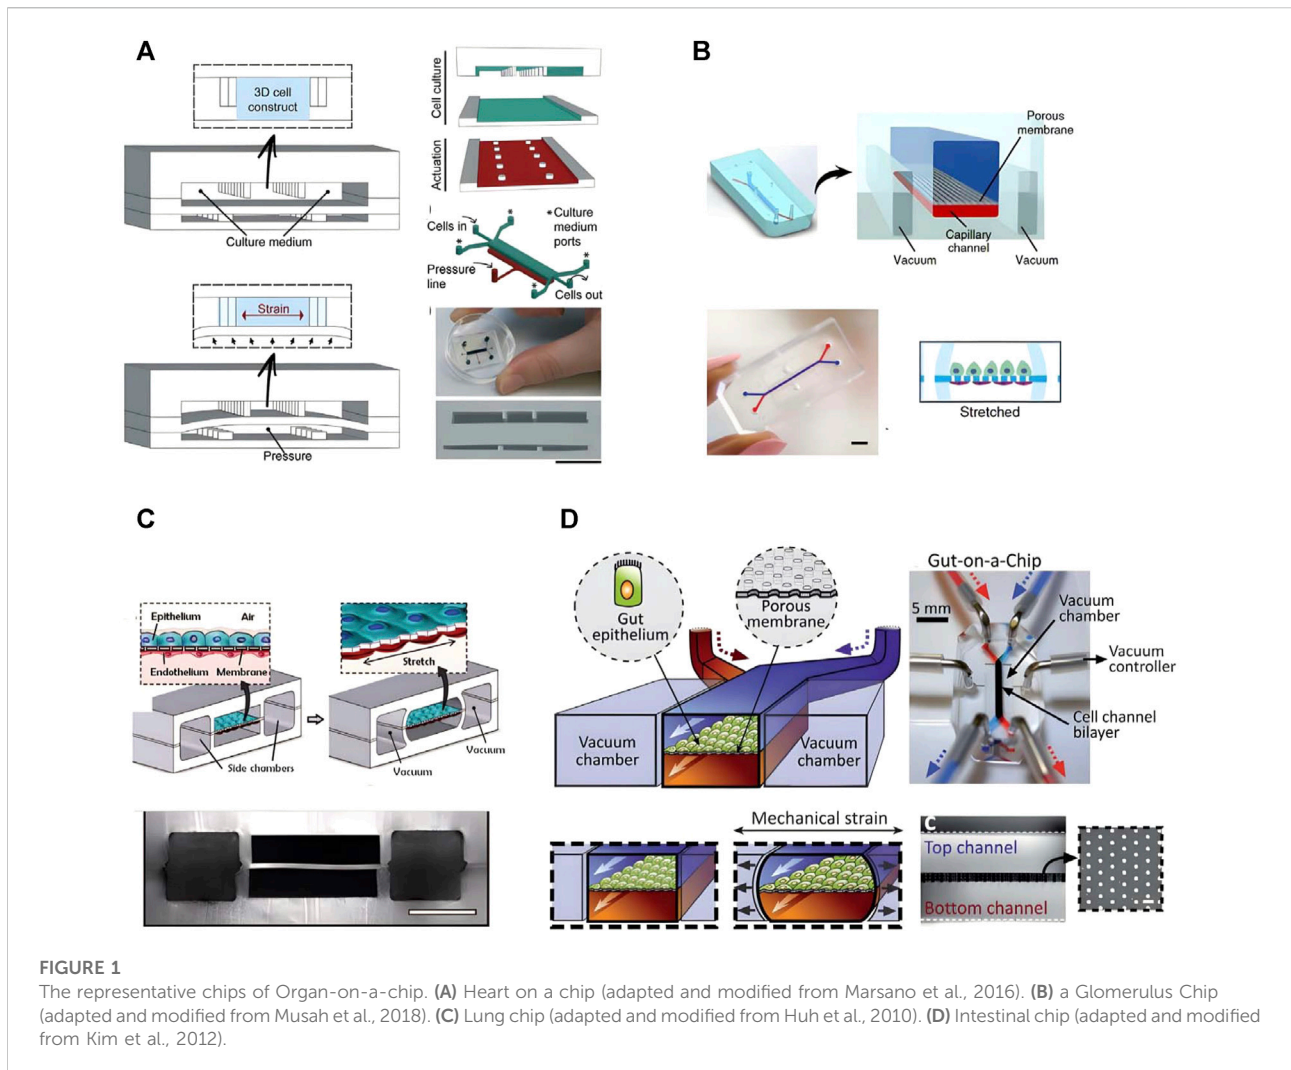 A
3D cell
construct
Culture medium
Strain
Pressure
Cell culture
Actuation
Cells in
* Culture
medium
ports
*
*
*
*
Pressure
line
Cells out
B
Porous
membrane
Capillary
channel
Vacuum
Vacuum
Stretched
C
Epithelium
Air
Endothelium
Membrane
Side chambers
Stretch
Vacuum
Vacuum
D
Gut
epithelium
Porous
membrane
Vacuum
chamber
Vacuum
chamber
Gut-on-a-Chip
5 mm
Vacuum
chamber
Vacuum
controller
Cell channel
bilayer
Mechanical strain
C
Top channel
Bottom channel
FIGURE 1
The representative chips of Organ-on-a-chip. (A) Heart on a chip (adapted and modified from Marsano et al., 2016). (B) a Glomerulus Chip
(adapted and modified from Musah et al., 2018). (C) Lung chip (adapted and modified from Huh et al., 2010). (D) Intestinal chip (adapted and modified
from Kim et al., 2012).